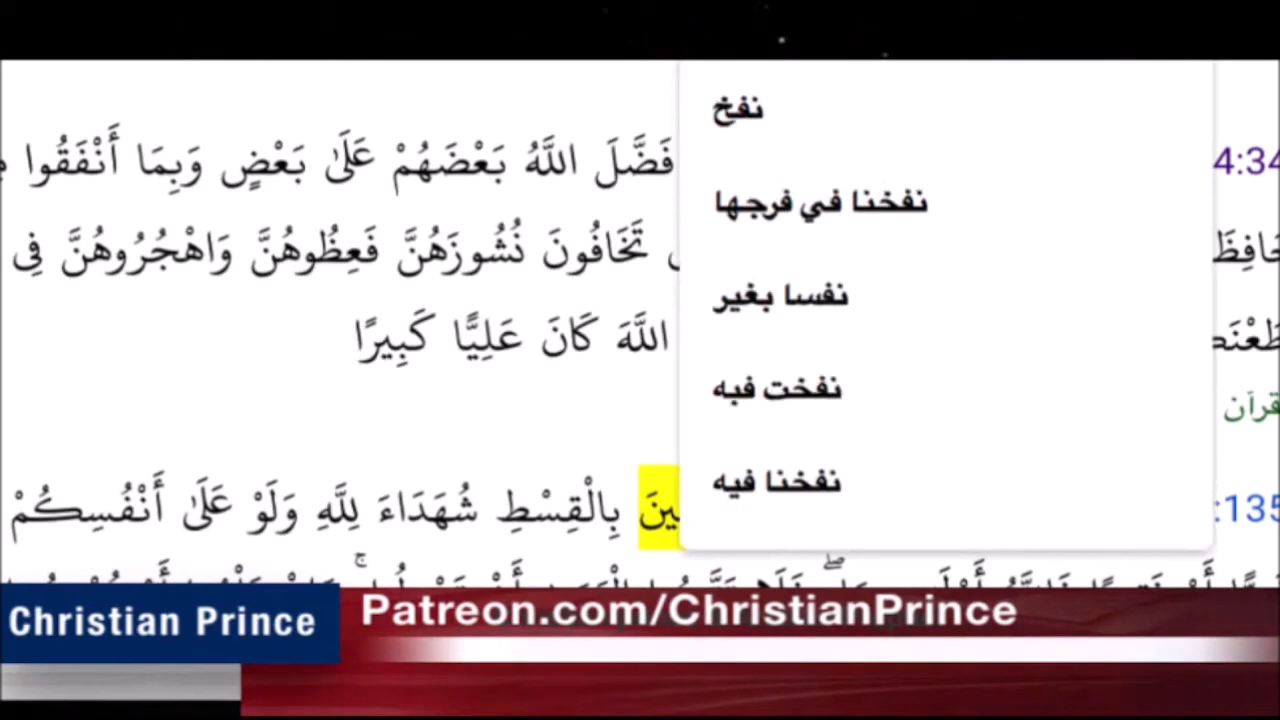 نفخ
4:34
فَضَّلَ اللَّهُ بَعْضَهُمْ عَلَىٰ بَعْضٍ وَبِمَا أَنْفَقُوا
نفخنا في فرجها
تَخَافُونَ نُشُوزَهُنَّ فَعِظُوهُنَّ وَاهْجُرُوهُنَّ فِي
نفسا بغير
اللَّهَ كَانَ عَلِيًّا كَبِيرًا
نفخت فبه
قرآن
نفخنا فيه
:135
بِالْقِسْطِ شُهَدَاءَ لِلَّهِ وَلَوْ عَلَىٰ أَنْفُسِكُمْ
Christian Prince
Patreon.com/ChristianPrince